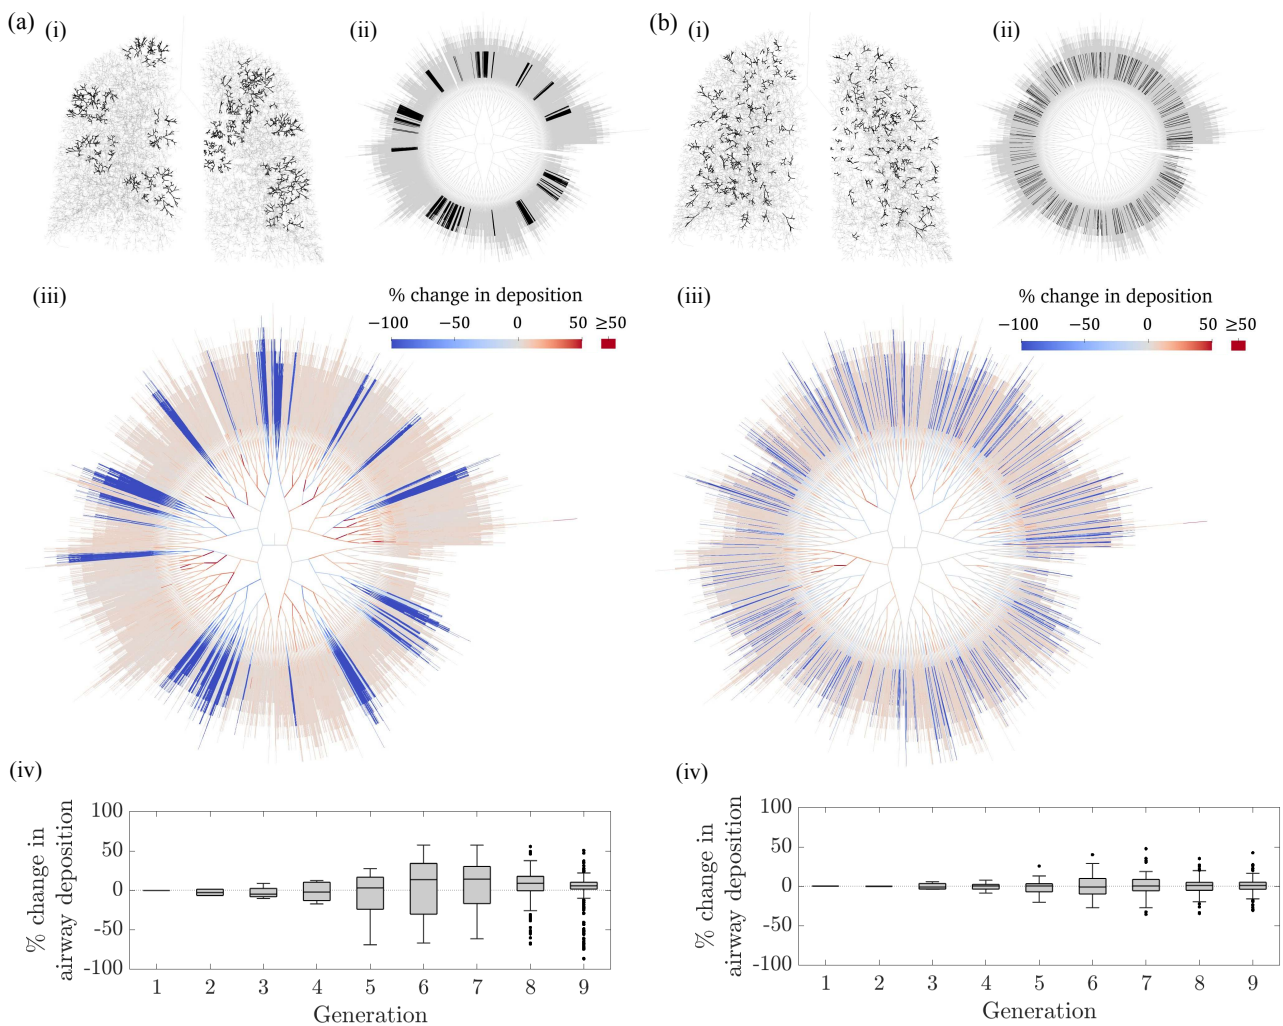 (a)
(i)
(ii)
(b)
(i)
(ii)
(iii)
% change in deposition
−100 −50 0 50 ≥50
(iii)
% change in deposition
−100 −50 0 50 ≥50
(iv)
% change in
airway deposition
100
50
0
-50
-100
1 2 3 4 5 6 7 8 9
Generation
(iv)
% change in
airway deposition
100
50
0
-50
-100
1 2 3 4 5 6 7 8 9
Generation